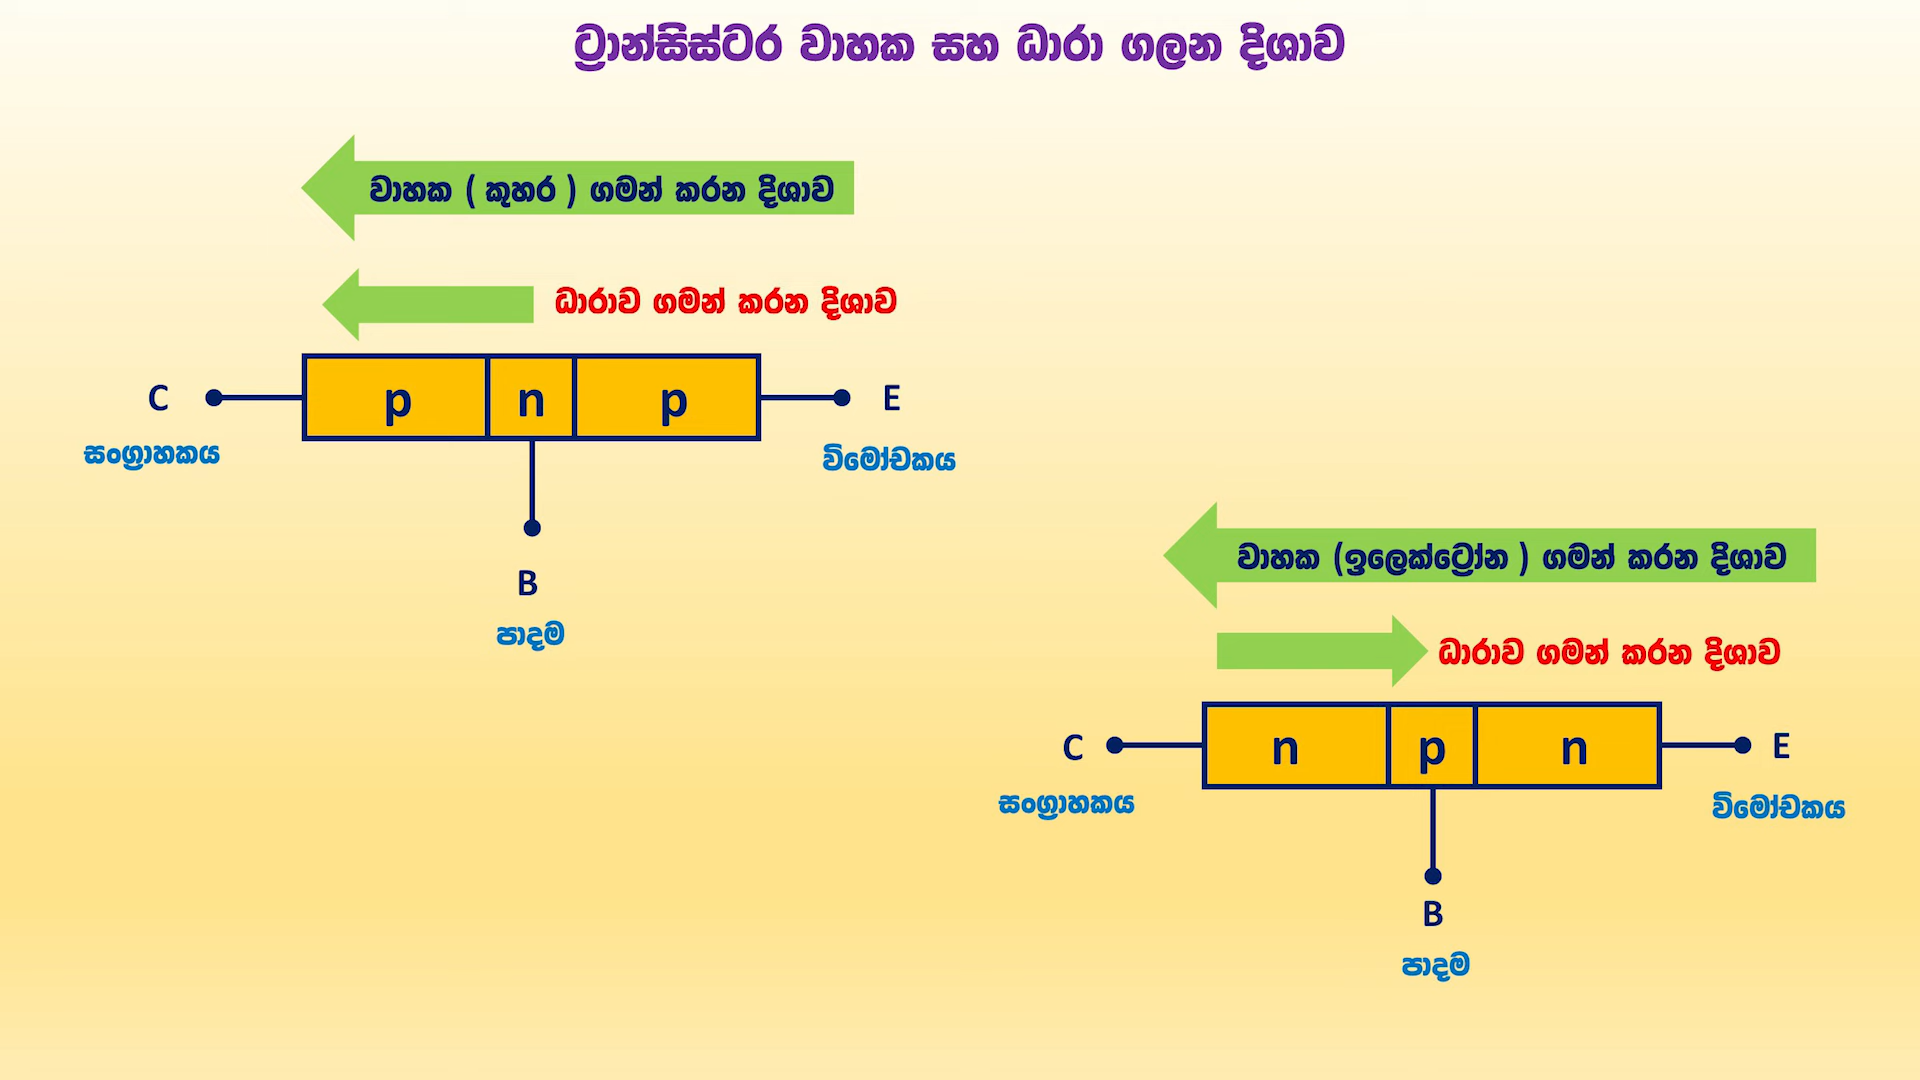 ට්‍රාන්සිස්ටර වාහක සහ ධාරා ගලන දිශාව
වාහක ( කුහර ) ගමන් කරන දිශාව
ධාරාව ගමන් කරන දිශාව
C
p
n
p
E
සංග්‍රාහකය
විමෝචකය
B
පාදම
වාහක (ඉලෙක්ට්‍රෝන ) ගමන් කරන දිශාව
ධාරාව ගමන් කරන දිශාව
C
n
p
n
E
සංග්‍රාහකය
විමෝචකය
B
පාදම